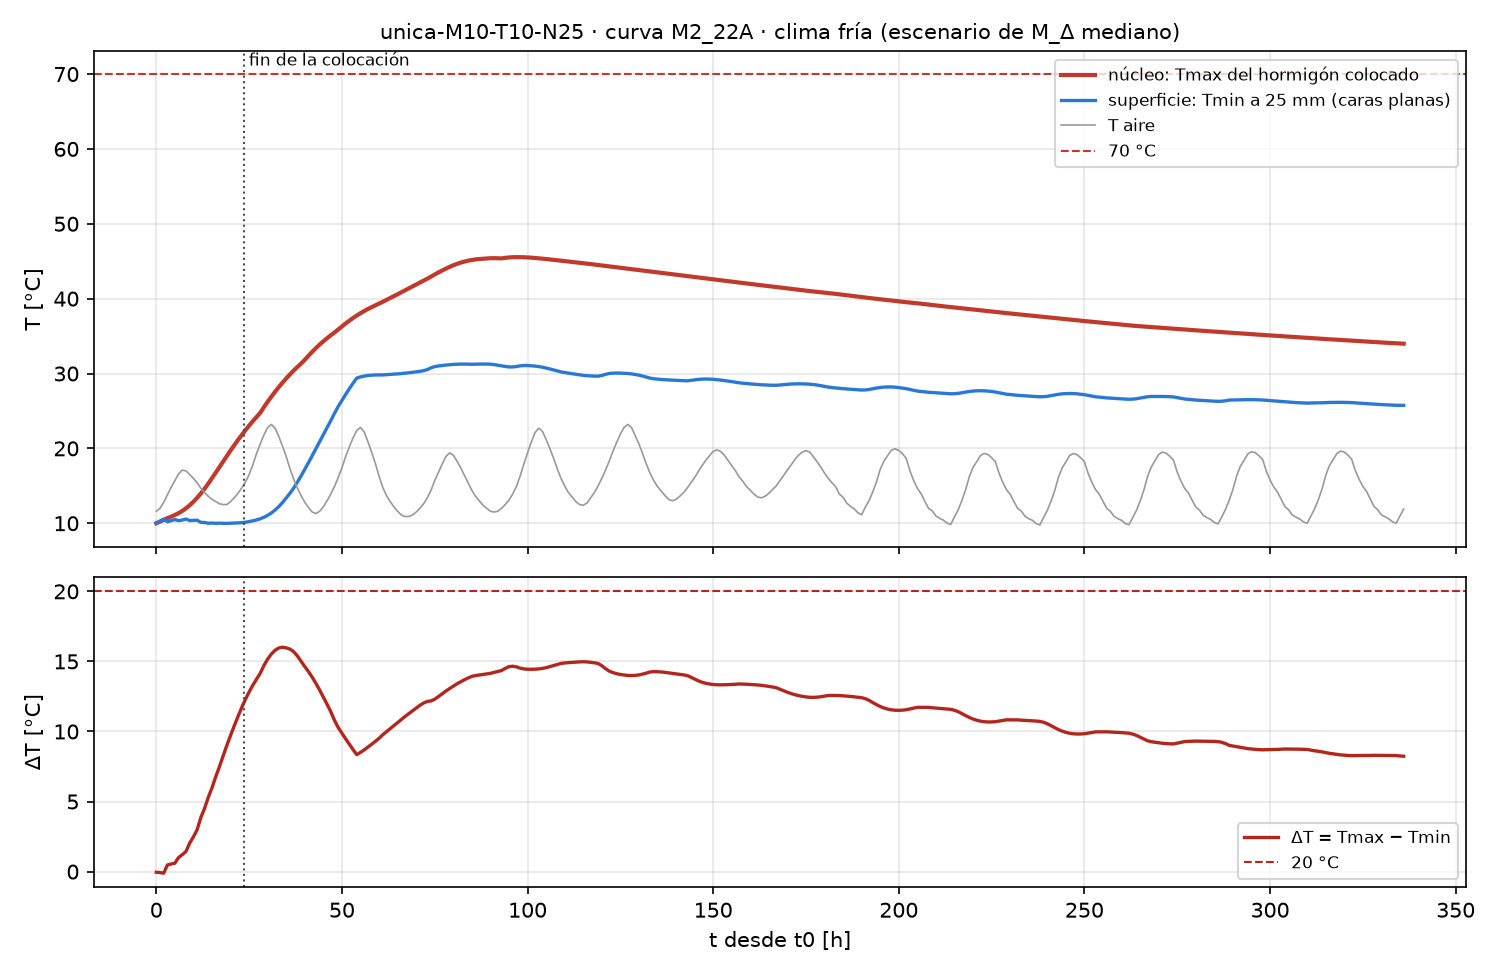 unica-M10-T10-N25 · curva M2_22A · clima fría (escenario de M_Δ mediano)
fin de la colocación
núcleo: Tmax del hormigón colocado
superficie: Tmin a 25 mm (caras planas)
T aire
70 °C
T [°C]
70
60
50
40
30
20
10
ΔT [°C]
20
15
10
5
0
ΔT = Tmax − Tmin
20 °C
0 50 100 150 200 250 300 350
t desde t0 [h]